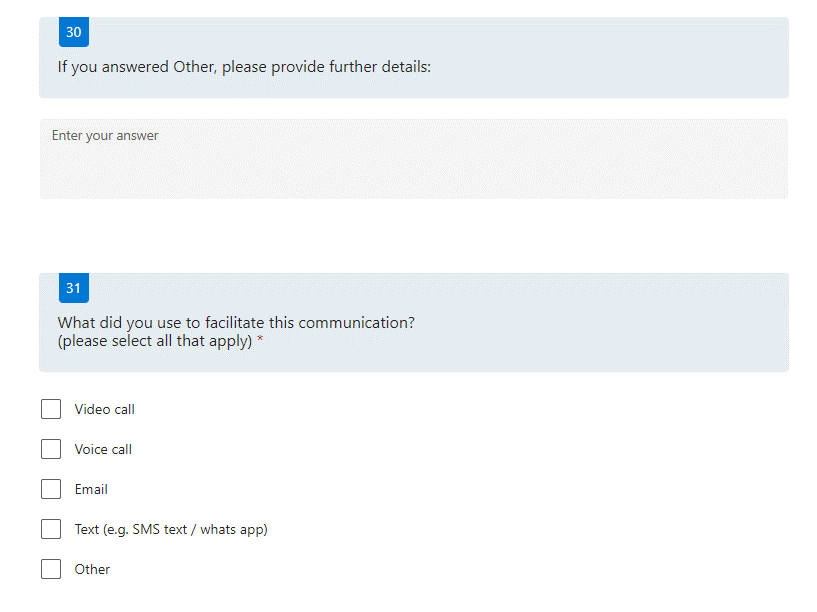 30
If you answered Other, please provide further details:
Enter your answer
31
What did you use to facilitate this communication?
(please select all that apply) *
Video call
Voice call
Email
Text (e.g. SMS text / whats app)
Other